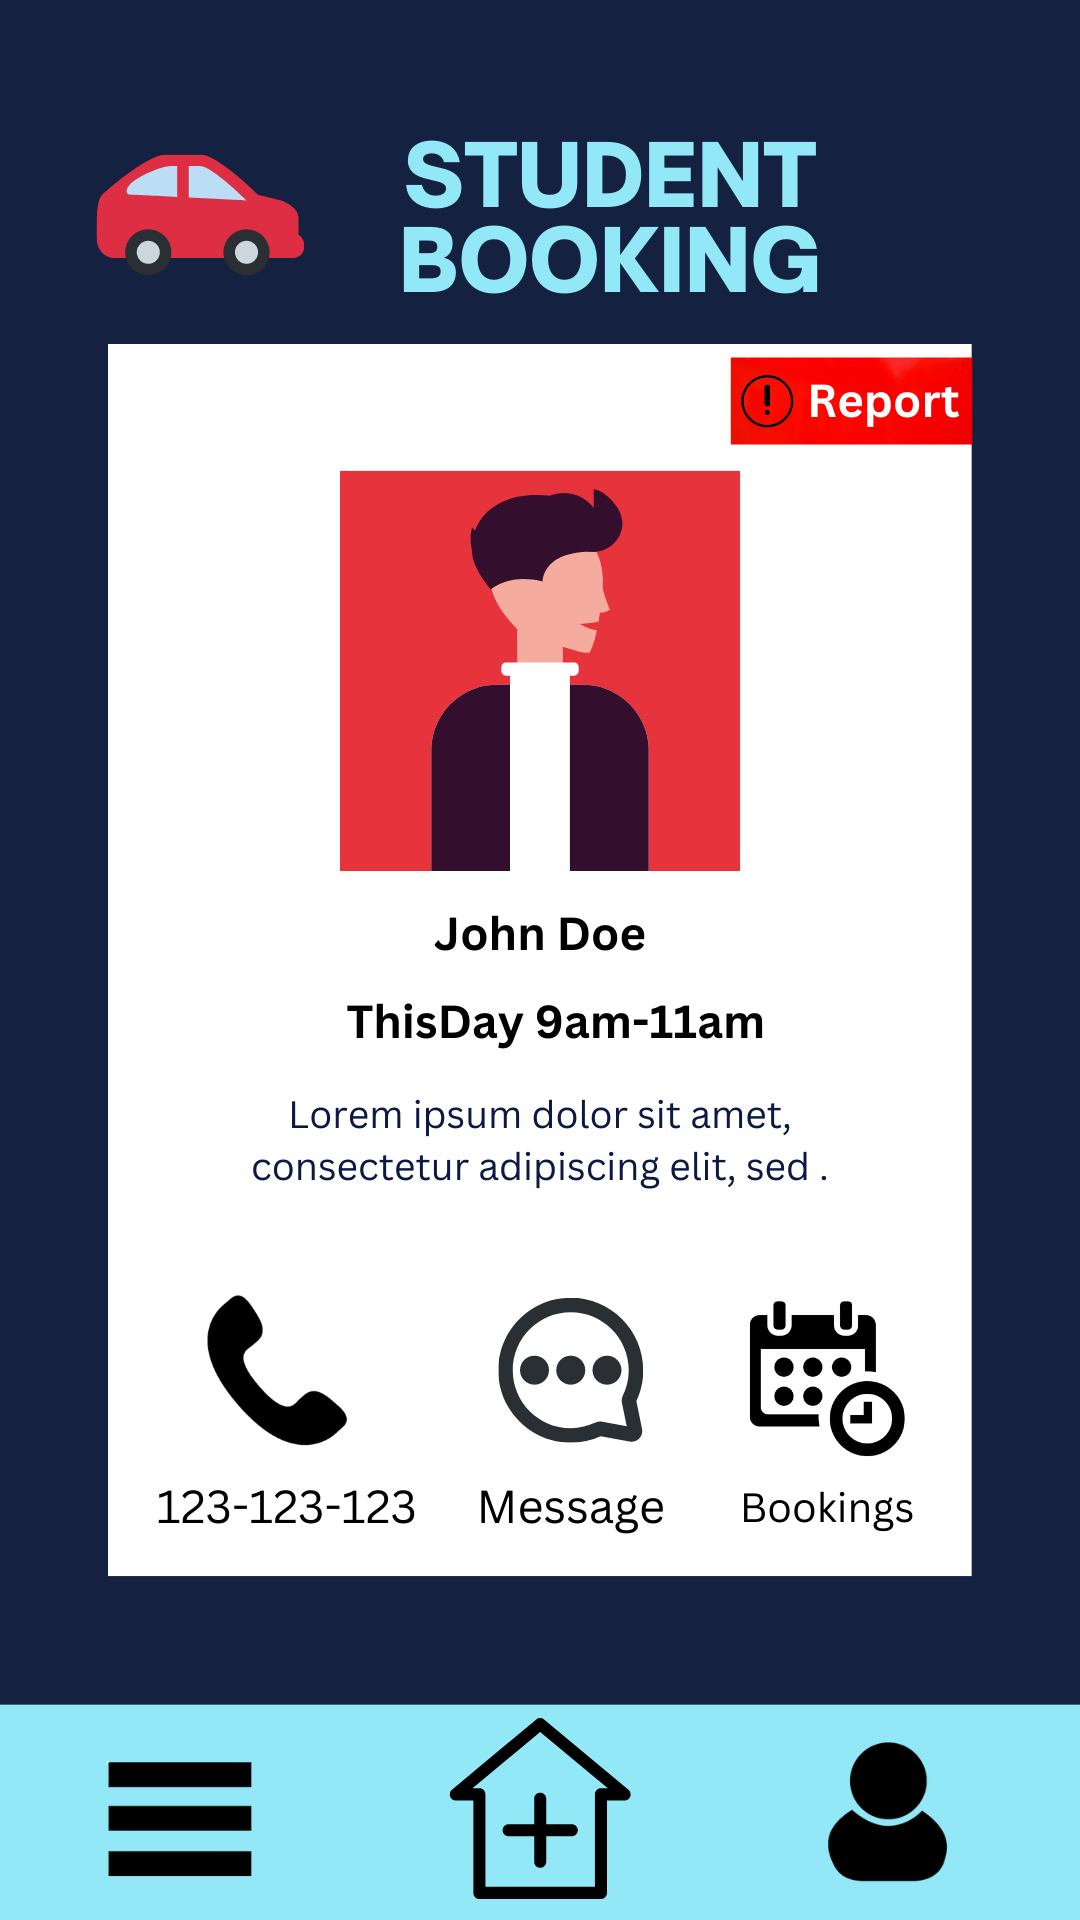 STUDENT
BOOKING
Report
John Doe
ThisDay 9am-11am
Lorem ipsum dolor sit amet,
consectetur adipiscing elit, sed .
123-123-123
Message
Bookings